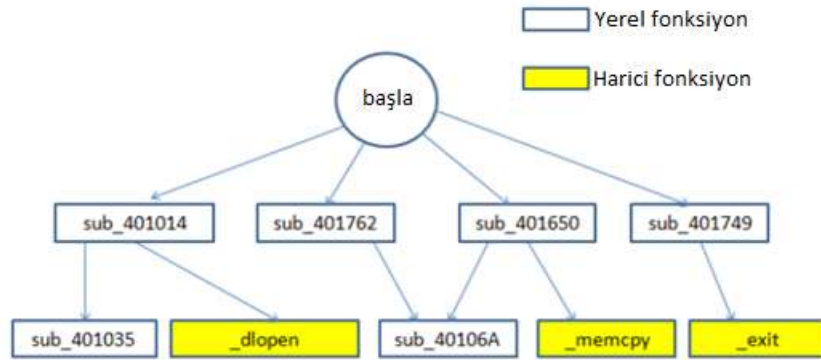 Yerel fonksiyon
Harici fonksiyon
başla
sub_401014
sub_401762
sub_401650
sub_401749
sub_401035
_dlopen
sub_40106A
_memcpy
_exit